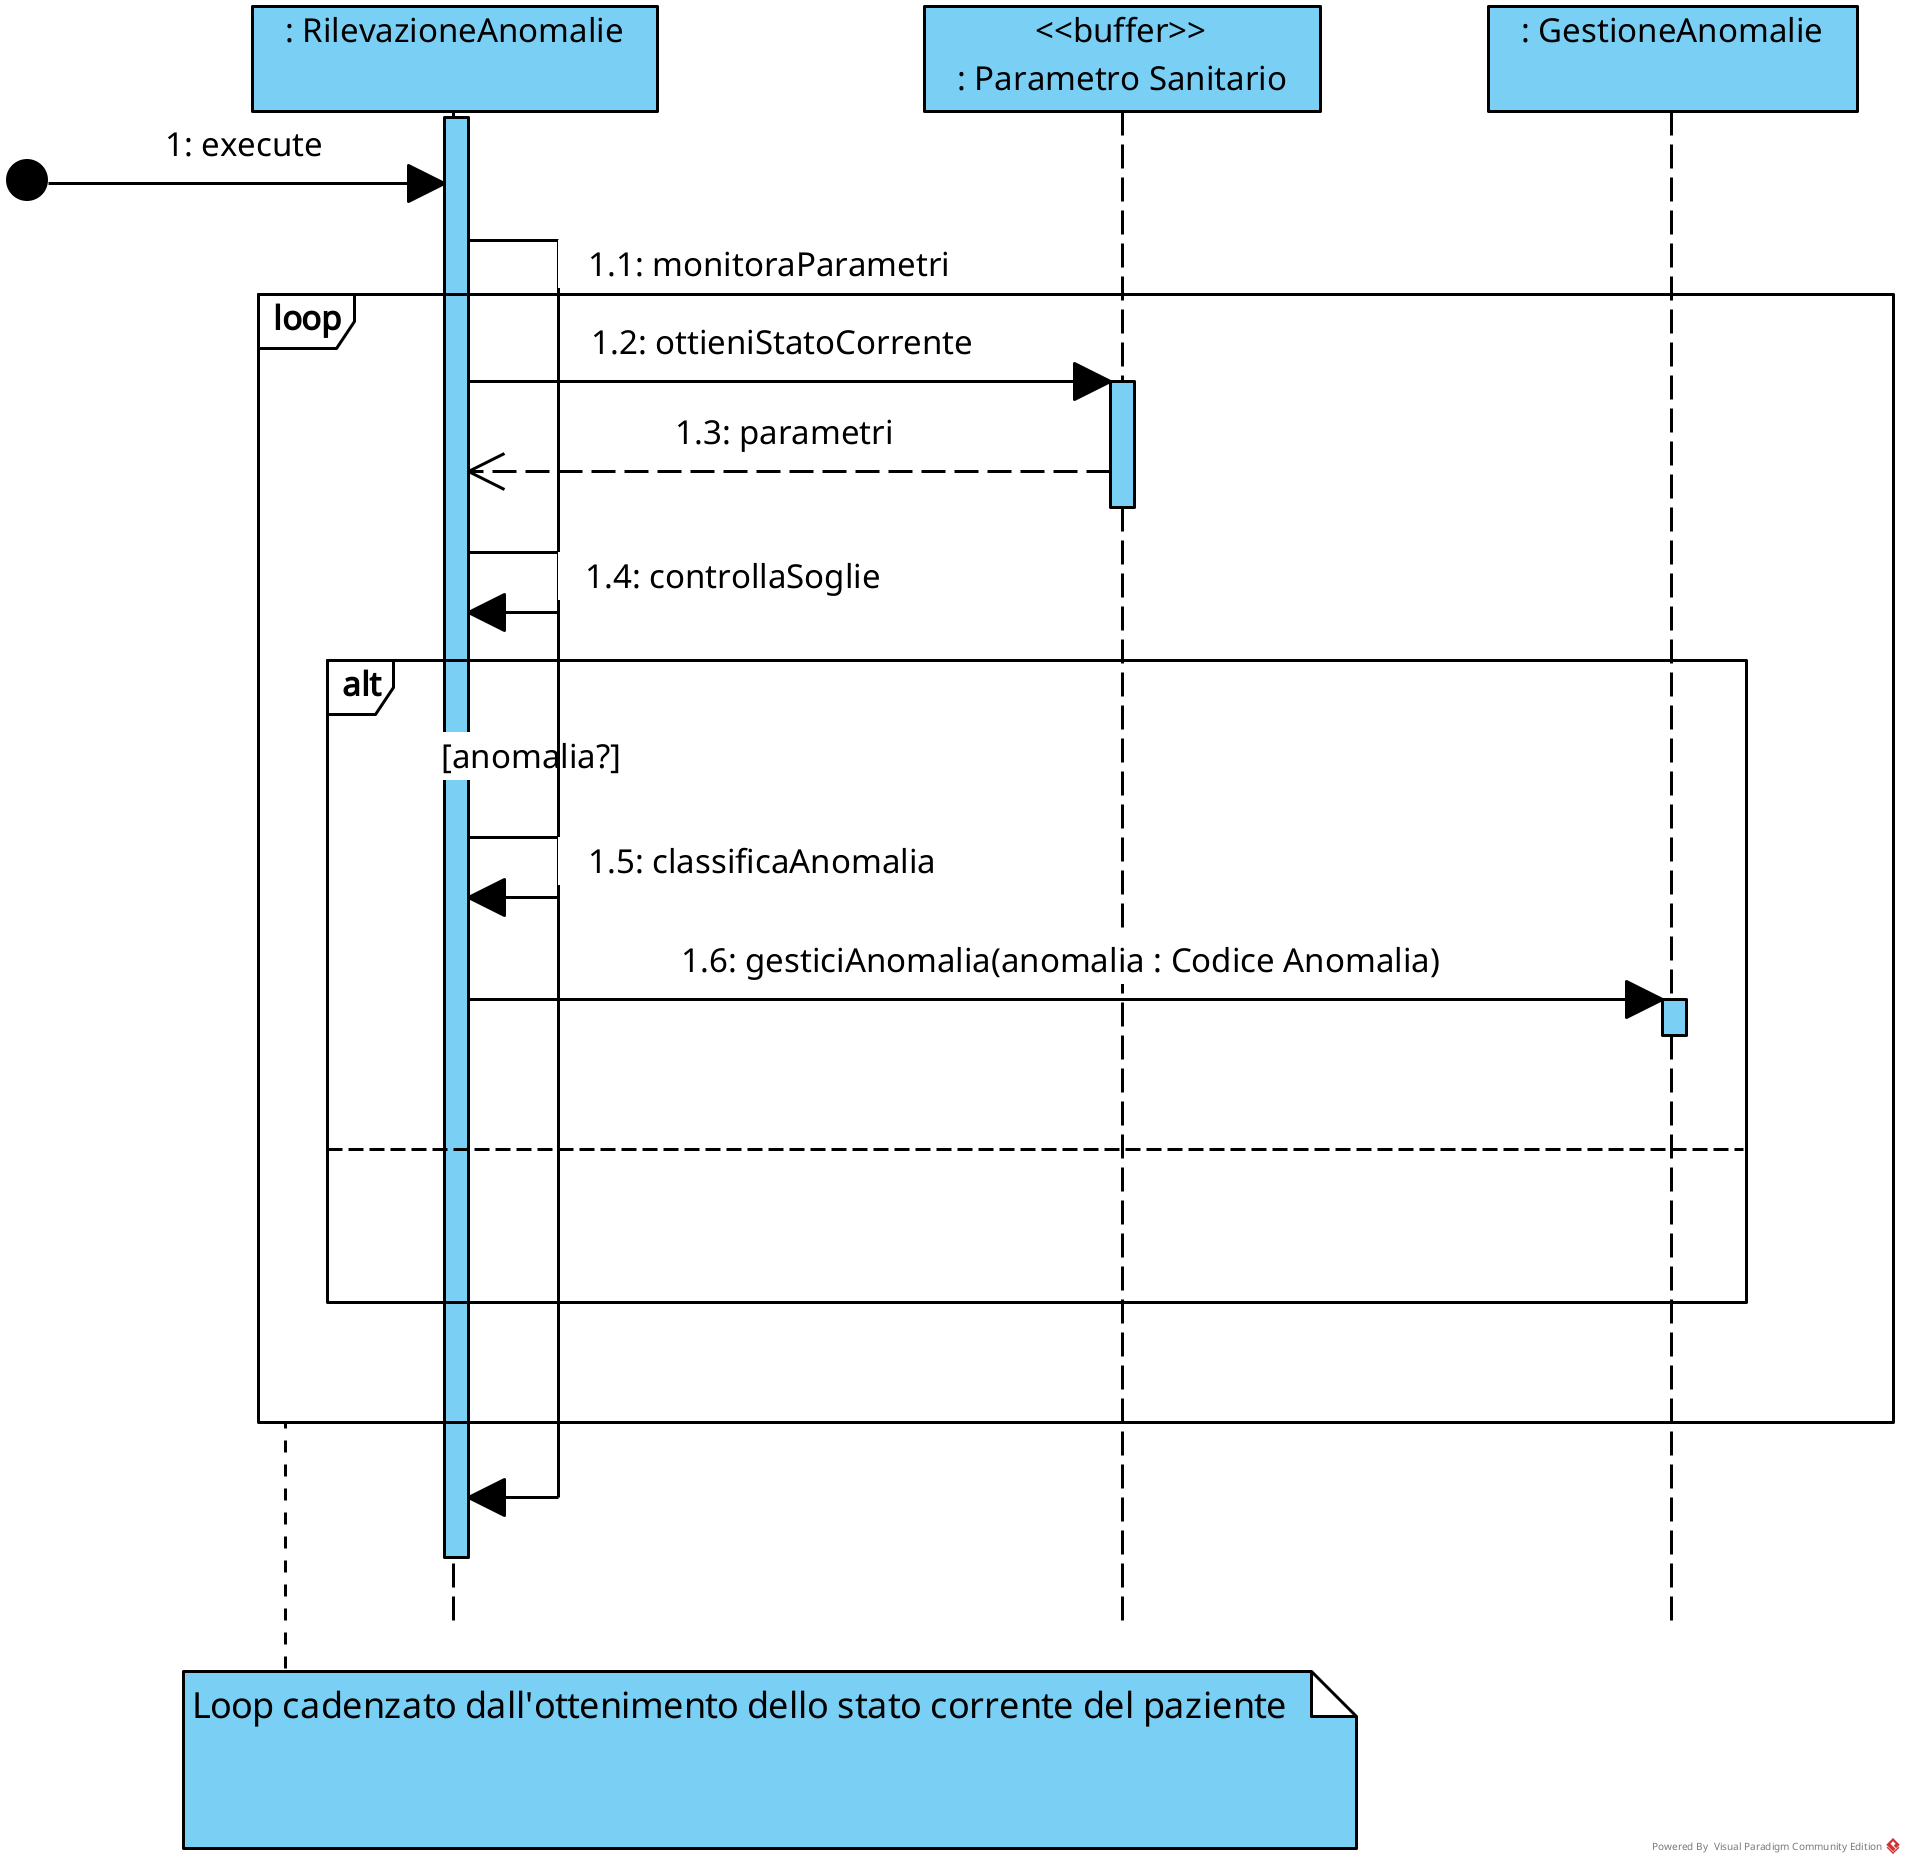 : RilevazioneAnomalie
<<buffer>>
: Parametro Sanitario
: GestioneAnomalie
1: execute
1.1: monitoraParametri
loop
1.2: ottieniStatoCorrente
1.3: parametri
1.4: controllaSoglie
alt
[anomalia?]
1.5: classificaAnomalia
1.6: gesticiAnomalia(anomalia : Codice Anomalia)
Loop cadenzato dall'ottenimento dello stato corrente del paziente
Powered By Visual Paradigm Community Edition